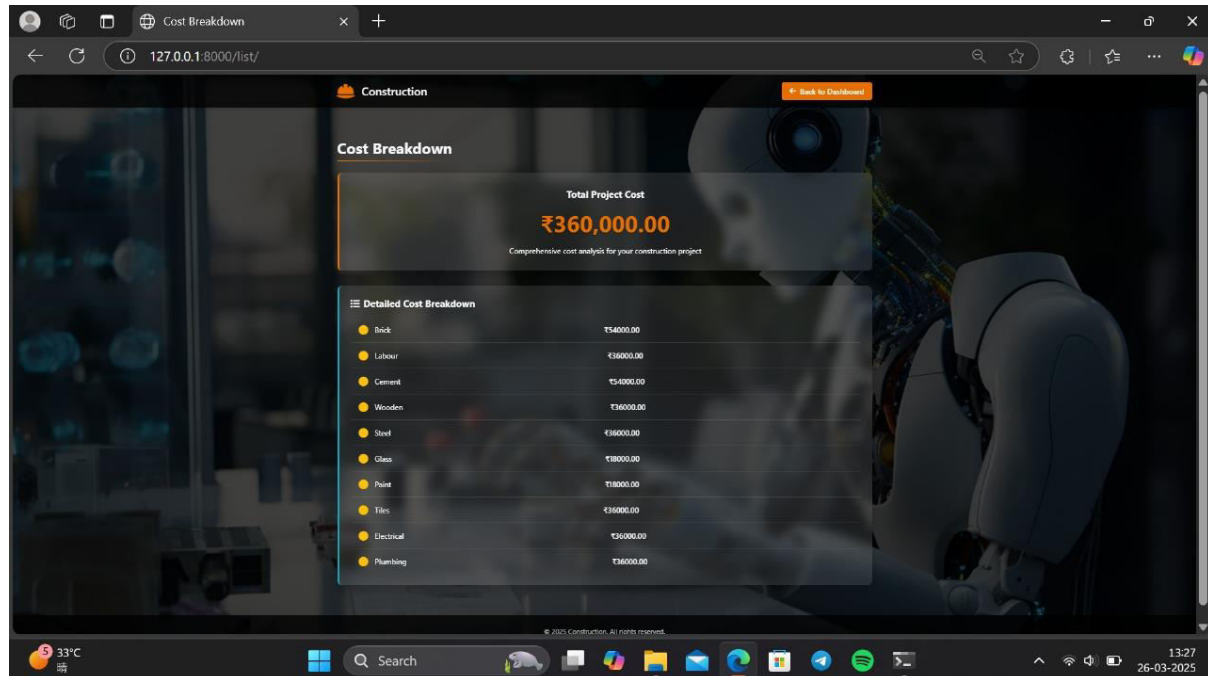 Cost Breakdown
127.0.0.1:8000/list/
Construction
← Back to Dashboard
Cost Breakdown
Total Project Cost
₹360,000.00
Comprehensive cost analysis for your construction project
Detailed Cost Breakdown
Brick ₹54000.00
Labour ₹36000.00
Cement ₹54000.00
Wooden ₹36000.00
Steel ₹36000.00
Glass ₹18000.00
Paint ₹18000.00
Tiles ₹36000.00
Electrical ₹36000.00
Plumbing ₹36000.00
© 2025 Construction. All rights reserved.
5
33°C
晴
Search
13:27
26-03-2025